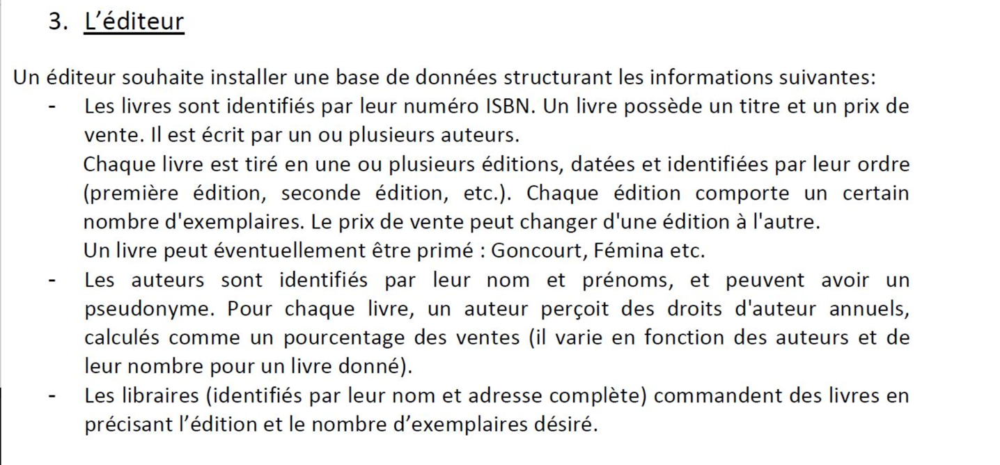 3. L’éditeur
Un éditeur souhaite installer une base de données structurant les informations suivantes:
- Les livres sont identifiés par leur numéro ISBN. Un livre possède un titre et un prix de
vente. Il est écrit par un ou plusieurs auteurs.
Chaque livre est tiré en une ou plusieurs éditions, datées et identifiées par leur ordre
(première édition, seconde édition, etc.). Chaque édition comporte un certain
nombre d'exemplaires. Le prix de vente peut changer d'une édition à l'autre.
Un livre peut éventuellement être primé : Goncourt, Fémina etc.
- Les auteurs sont identifiés par leur nom et prénoms, et peuvent avoir un
pseudonyme. Pour chaque livre, un auteur perçoit des droits d'auteur annuels,
calculés comme un pourcentage des ventes (il varie en fonction des auteurs et de
leur nombre pour un livre donné).
- Les libraires (identifiés par leur nom et adresse complète) commandent des livres en
précisant l’édition et le nombre d’exemplaires désiré.